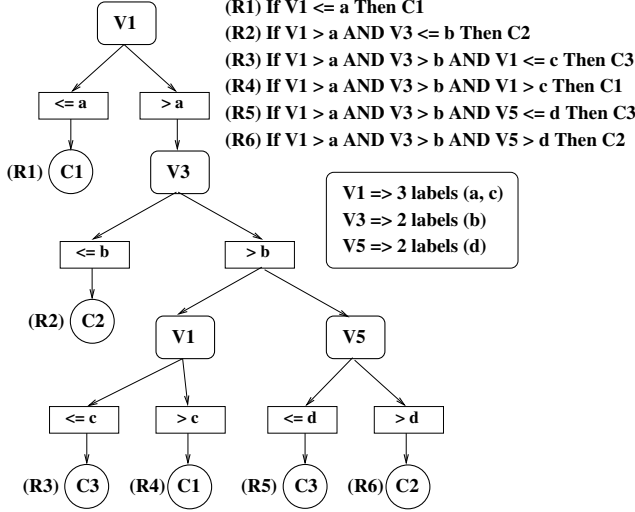 V1
(R1) If V1 <= a Then C1
(R2) If V1 > a AND V3 <= b Then C2
(R3) If V1 > a AND V3 > b AND V1 <= c Then C3
(R4) If V1 > a AND V3 > b AND V1 > c Then C1
(R5) If V1 > a AND V3 > b AND V5 <= d Then C3
(R6) If V1 > a AND V3 > b AND V5 > d Then C2
<= a
> a
(R1) C1
V3
V1 => 3 labels (a, c)
V3 => 2 labels (b)
V5 => 2 labels (d)
<= b
> b
(R2) C2
V1
V5
<= c
> c
<= d
> d
(R3) C3
(R4) C1
(R5) C3
(R6) C2